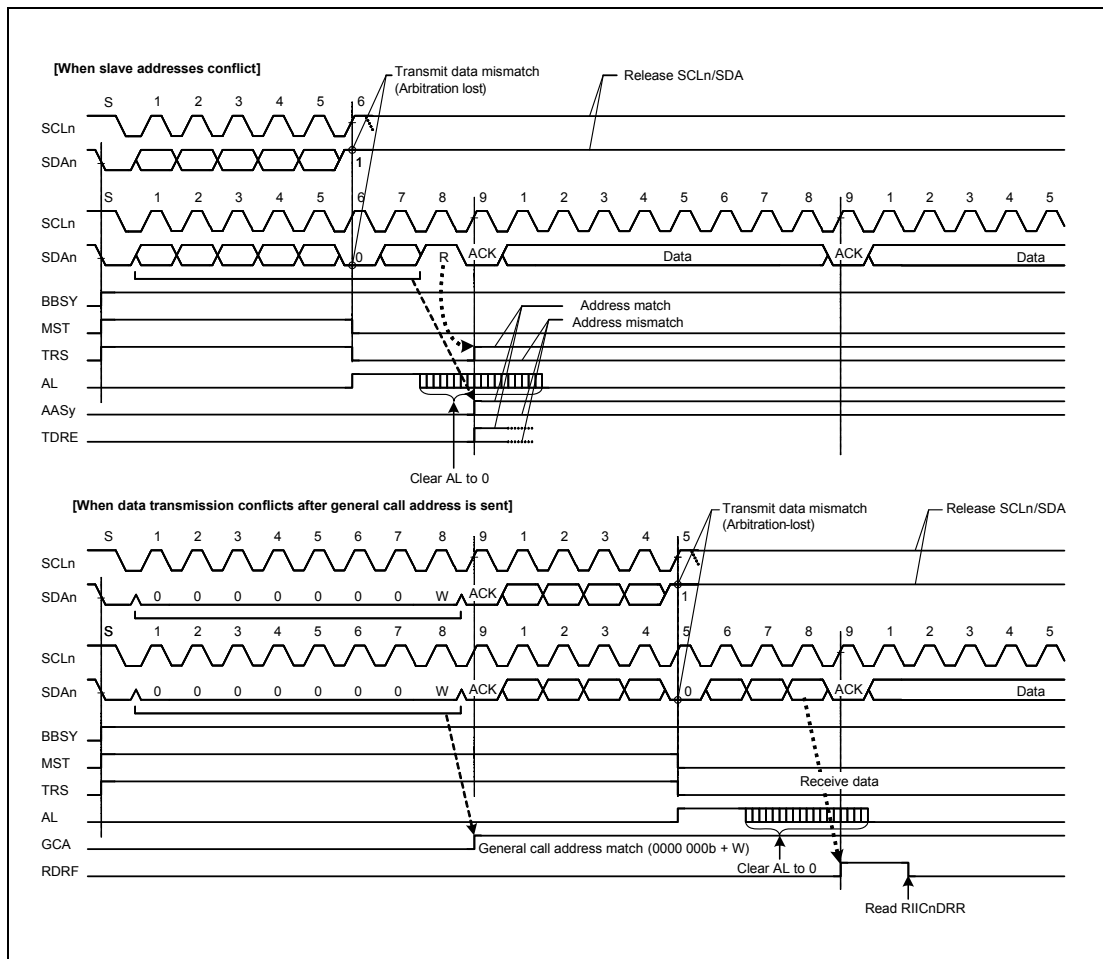 [When slave addresses conflict]
Transmit data mismatch
(Arbitration lost)
Release SCLn/SDA
S 1 2 3 4 5 6
SCLn
SDAn
1
S 1 2 3 4 5 6 7 8 9 1 2 3 4 5 6 7 8 9 1 2 3 4 5
SCLn
SDAn
0 R ACK Data ACK Data
BBSY
Address match
MST
Address mismatch
TRS
AL
AASy
TDRE
Clear AL to 0
[When data transmission conflicts after general call address is sent]
Transmit data mismatch
(Arbitration-lost)
Release SCLn/SDA
S 1 2 3 4 5 6 7 8 9 1 2 3 4 5
SCLn
SDAn
0 0 0 0 0 0 0 W ACK 1
S 1 2 3 4 5 6 7 8 9 1 2 3 4 5 6 7 8 9 1 2 3 4 5
SCLn
SDAn
0 0 0 0 0 0 0 W ACK 0 ACK Data
BBSY
MST
Receive data
TRS
AL
GCA
General call address match (0000 000b + W)
Clear AL to 0
RDRF
Read RIICnDRR